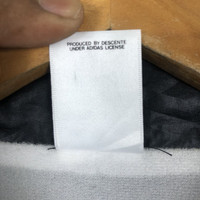 PRODUCED BY DESCENTE
UNDER ADIDAS LICENSE